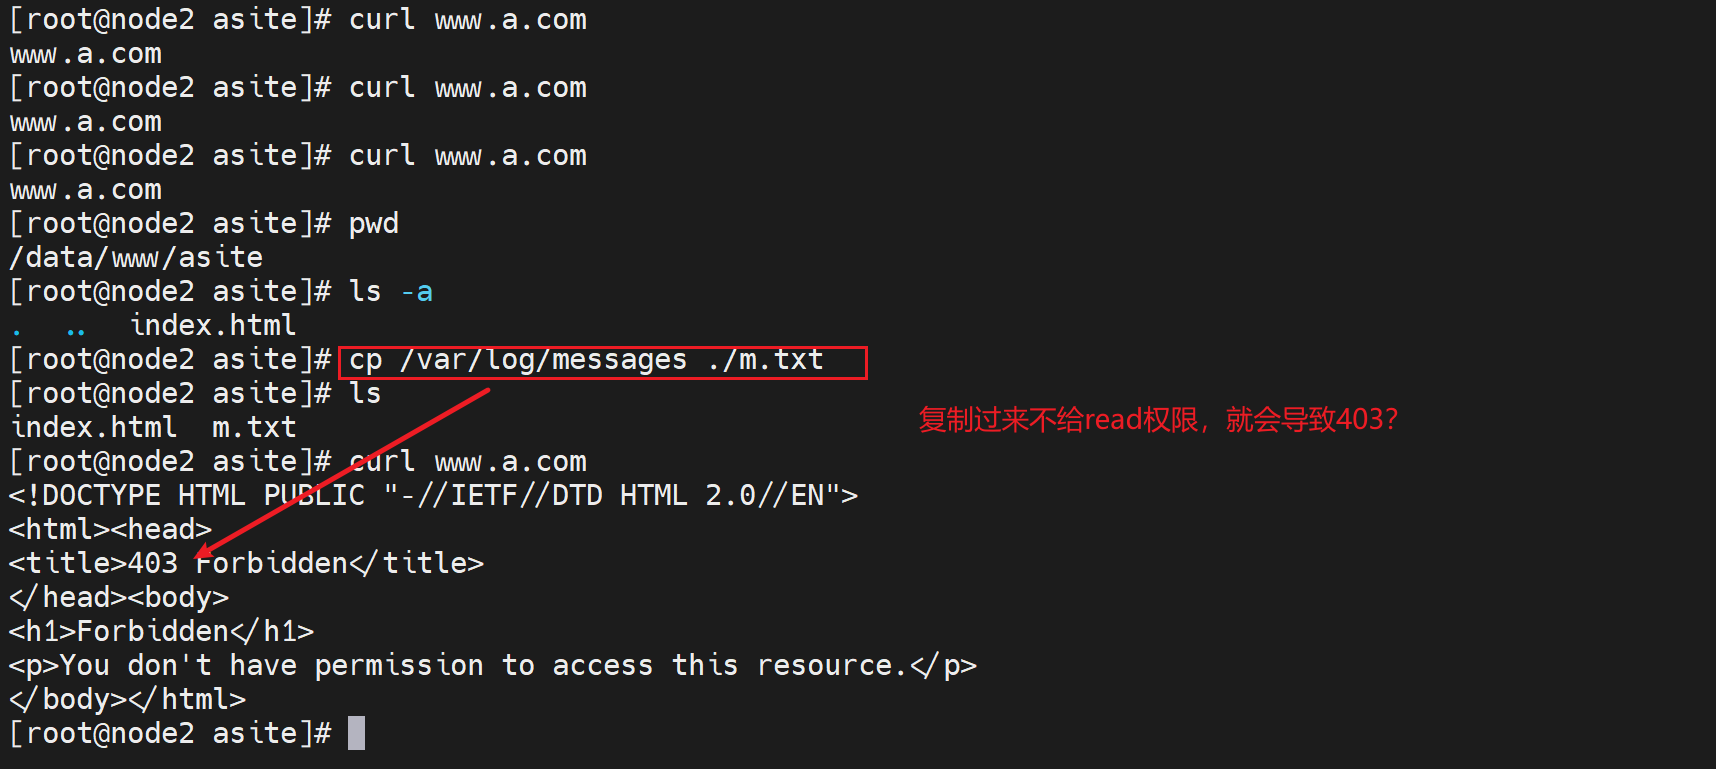 [root@node2 asite]# curl www.a.com
www.a.com
[root@node2 asite]# curl www.a.com
www.a.com
[root@node2 asite]# curl www.a.com
www.a.com
[root@node2 asite]# pwd
/data/www/asite
[root@node2 asite]# ls -a
.  ..  index.html
[root@node2 asite]# cp /var/log/messages ./m.txt
[root@node2 asite]# ls
index.html  m.txt
复制过来不给read权限，就会导致403？
[root@node2 asite]# curl www.a.com
<!DOCTYPE HTML PUBLIC "-//IETF//DTD HTML 2.0//EN">
<html><head>
<title>403 Forbidden</title>
</head><body>
<h1>Forbidden</h1>
<p>You don't have permission to access this resource.</p>
</body></html>
[root@node2 asite]#